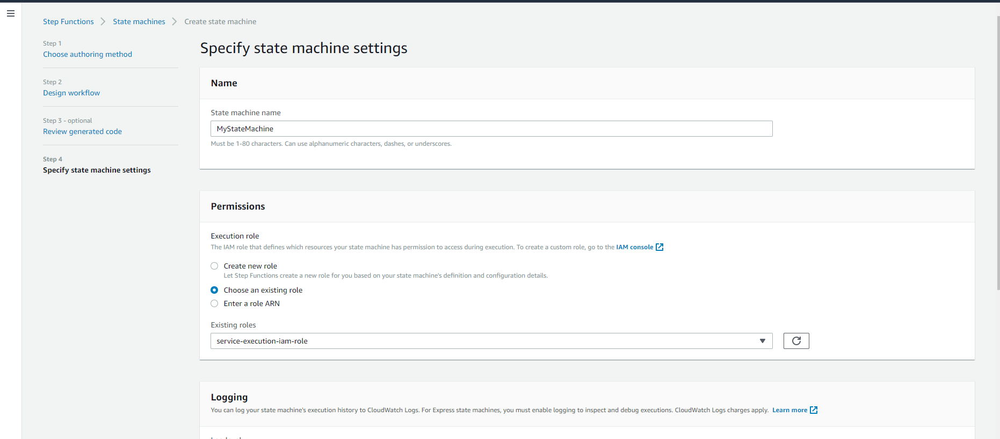 Step Functions > State machines > Create state machine
Step 1
Choose authoring method
Step 2
Design workflow
Step 3 - optional
Review generated code
Step 4
Specify state machine settings
Specify state machine settings
Name
State machine name
MyStateMachine
Must be 1-80 characters. Can use alphanumeric characters, dashes, or underscores.
Permissions
Execution role
The IAM role that defines which resources your state machine has permission to access during execution. To create a custom role, go to the IAM console
Create new role
Let Step Functions create a new role for you based on your state machine's definition and configuration details.
Choose an existing role
Enter a role ARN
Existing roles
service-execution-iam-role
Logging
You can log your state machine's execution history to CloudWatch Logs. For Express state machines, you must enable logging to inspect and debug executions. CloudWatch Logs charges apply. Learn more